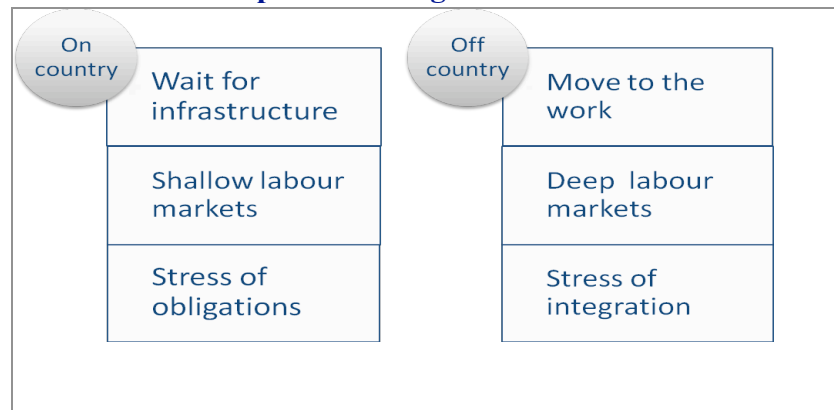 On
country
Wait for
infrastructure
Shallow labour
markets
Stress of
obligations
Off
country
Move to the
work
Deep labour
markets
Stress of
integration